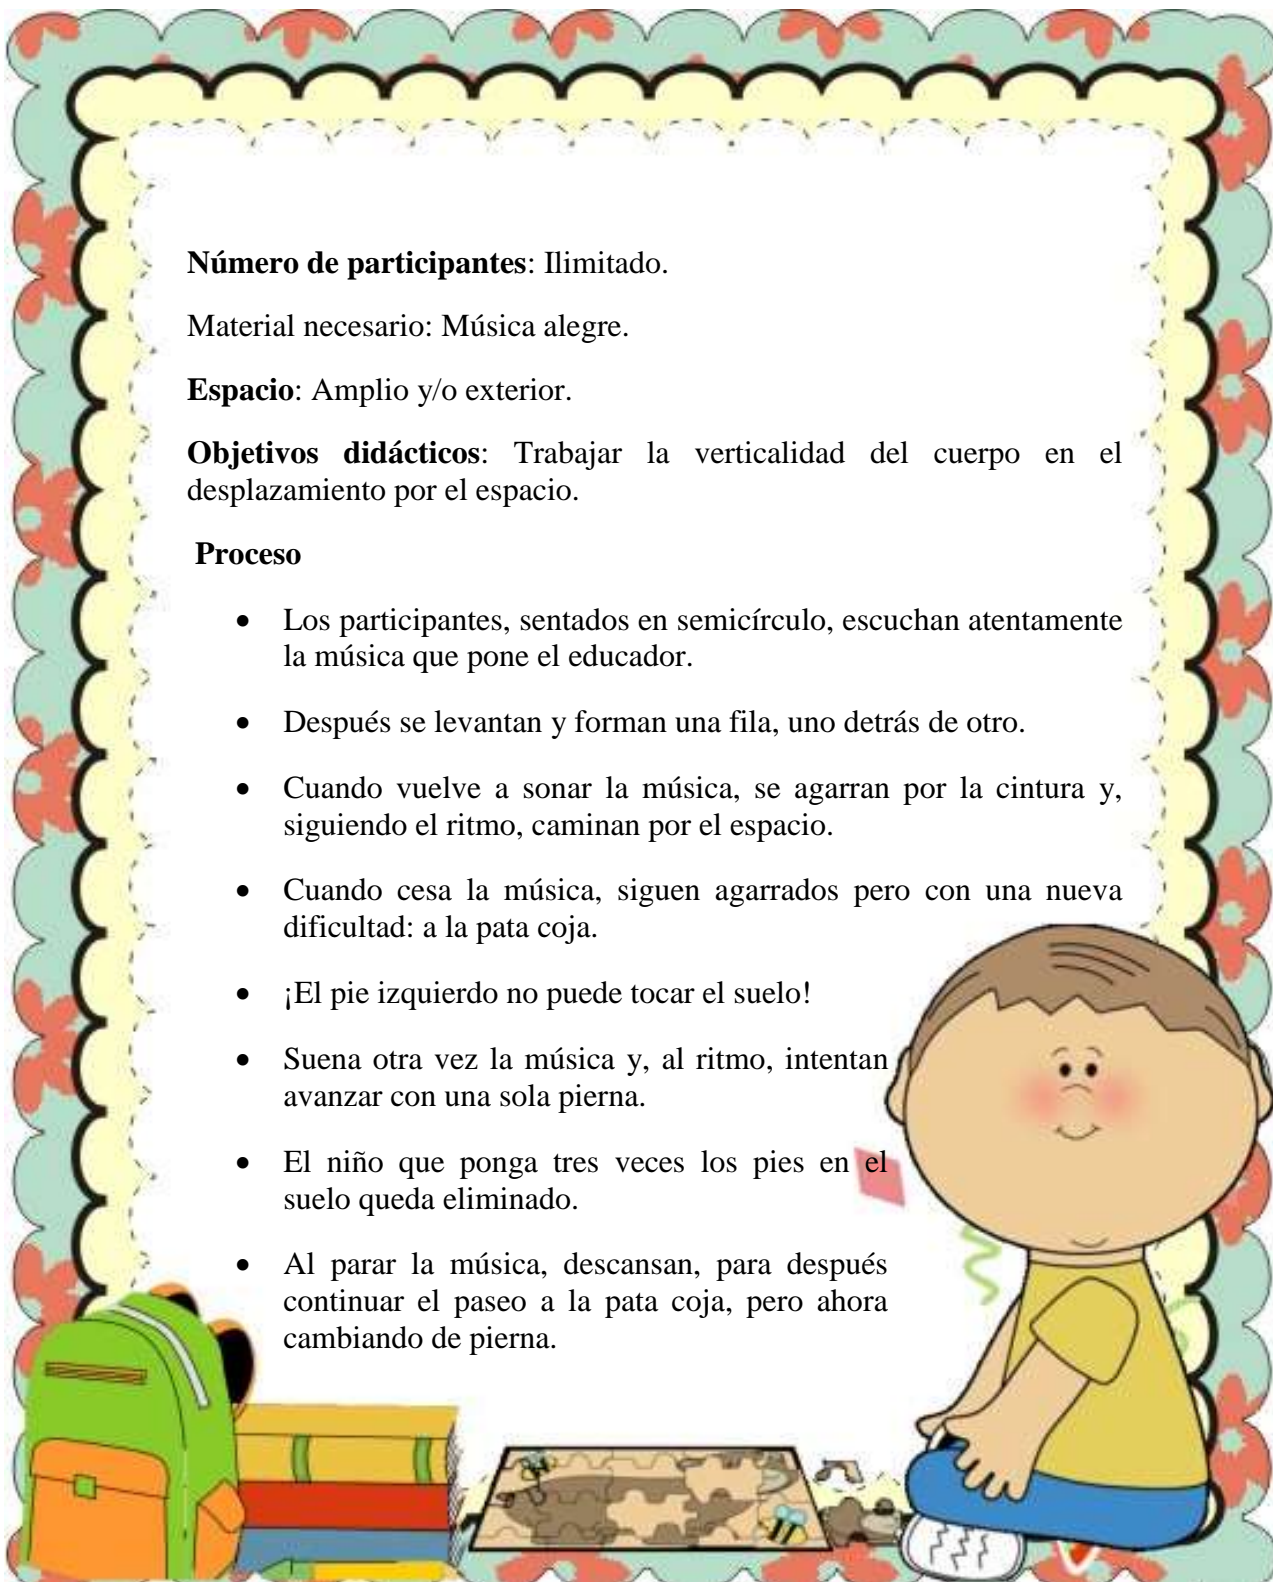 Número de participantes: Ilimitado.
Material necesario: Música alegre.
Espacio: Amplio y/o exterior.
Objetivos didácticos: Trabajar la verticalidad del cuerpo en el
desplazamiento por el espacio.
Proceso
• Los participantes, sentados en semicírculo, escuchan atentamente
la música que pone el educador.
• Después se levantan y forman una fila, uno detrás de otro.
• Cuando vuelve a sonar la música, se agarran por la cintura y,
siguiendo el ritmo, caminan por el espacio.
• Cuando cesa la música, siguen agarrados pero con una nueva
dificultad: a la pata coja.
• ¡El pie izquierdo no puede tocar el suelo!
• Suena otra vez la música y, al ritmo, intentan
avanzar con una sola pierna.
• El niño que ponga tres veces los pies en el
suelo queda eliminado.
• Al parar la música, descansan, para después
continuar el paseo a la pata coja, pero ahora
cambiando de pierna.